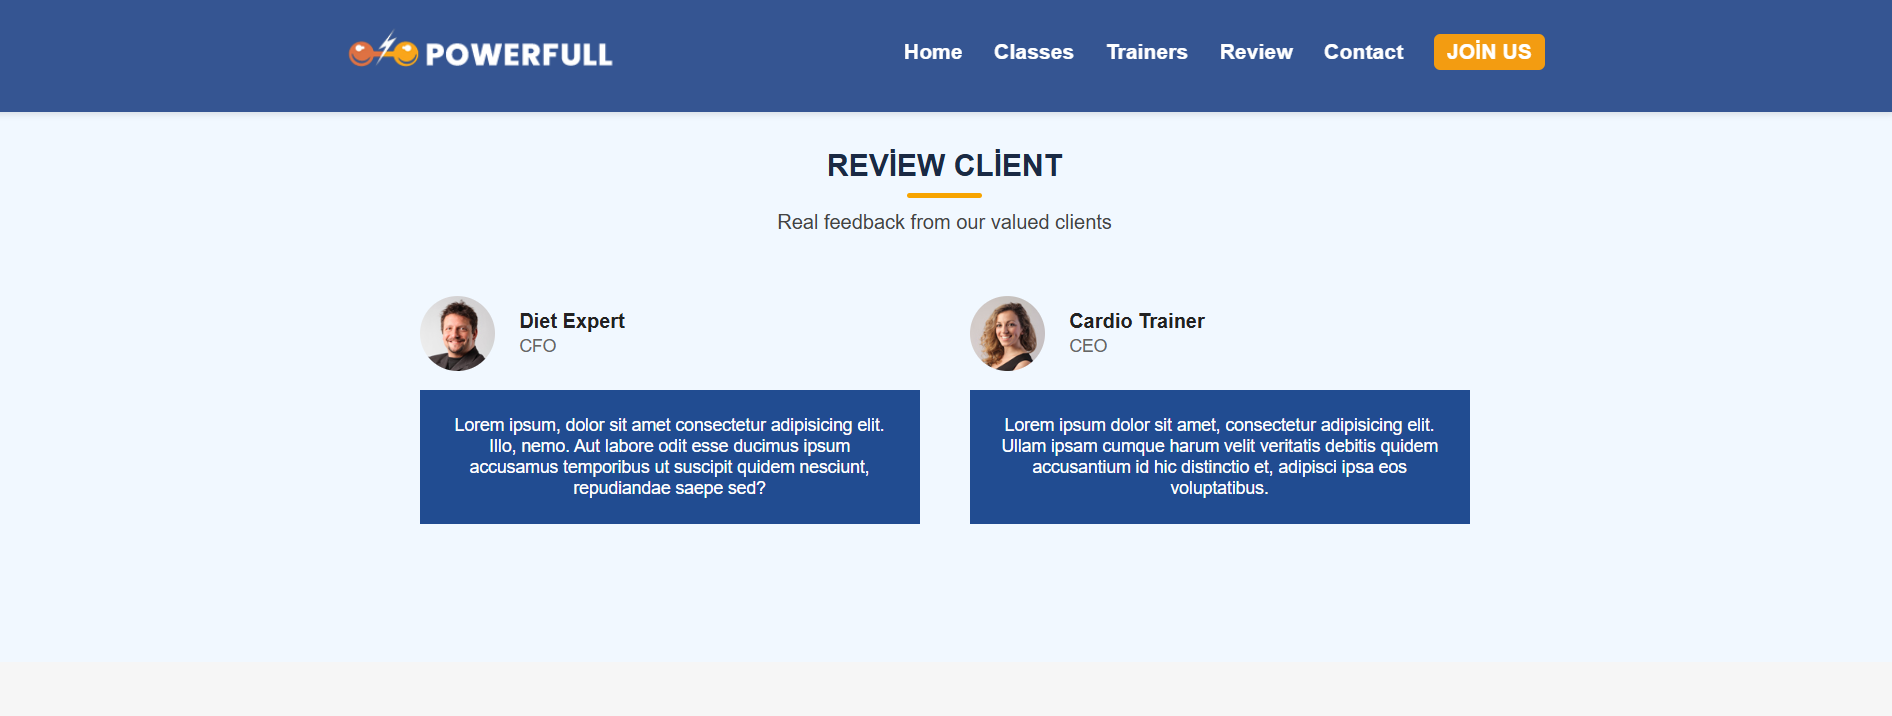 POWERFULL
Home Classes Trainers Review Contact JOİN US
REVİEW CLİENT
Real feedback from our valued clients
Diet Expert
CFO
Lorem ipsum, dolor sit amet consectetur adipisicing elit.
Illo, nemo. Aut labore odit esse ducimus ipsum
accusamus temporibus ut suscipit quidem nesciunt,
repudiandae saepe sed?
Cardio Trainer
CEO
Lorem ipsum dolor sit amet, consectetur adipisicing elit.
Ullam ipsam cumque harum velit veritatis debitis quidem
accusantium id hic distinctio et, adipisci ipsa eos
voluptatibus.